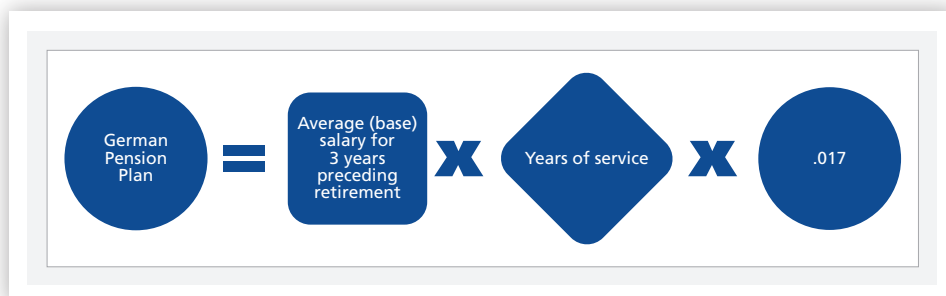 German
Pension
Plan
=
Average (base)
salary for
3 years
preceding
retirement
x
Years of service
x
.017